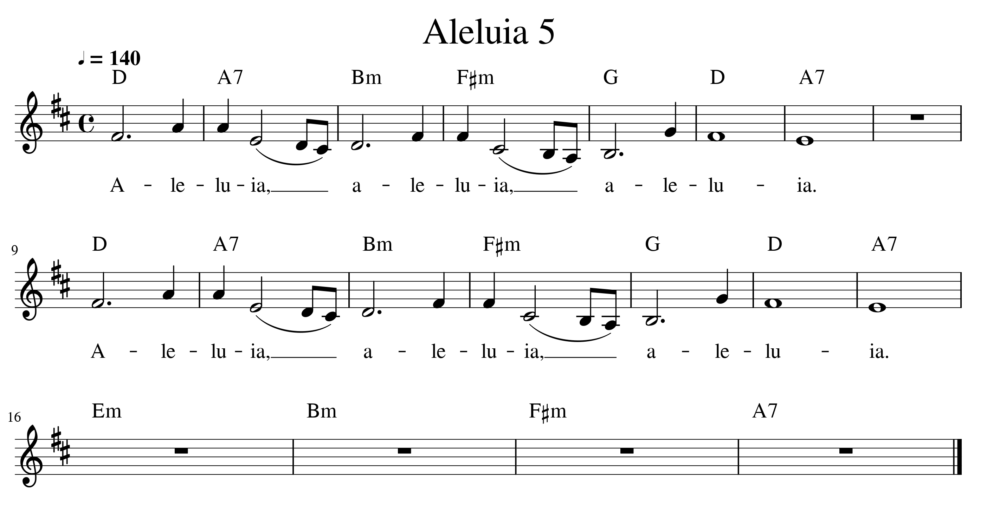 Aleluia 5
♩ = 140
D A7 Bm F♯m G D A7
A - le - lu - ia, a - le - lu - ia, a - le - lu - ia.
9
D A7 Bm F♯m G D A7
A - le - lu - ia, a - le - lu - ia, a - le - lu - ia.
16
Em Bm F♯m A7